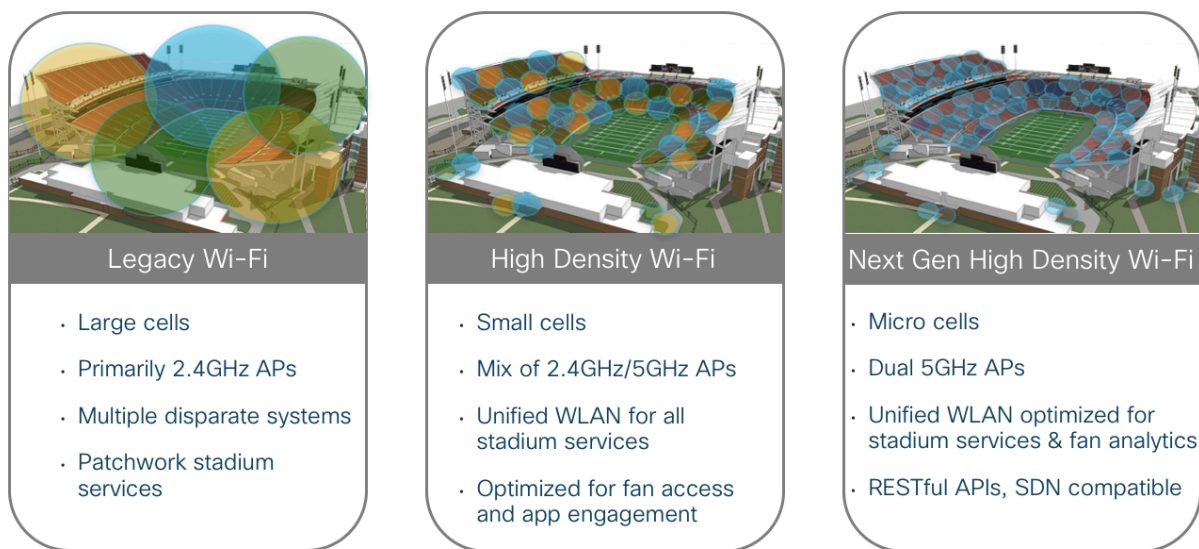 Legacy Wi-Fi
· Large cells
· Primarily 2.4GHz APs
· Multiple disparate systems
· Patchwork stadium
services
High Density Wi-Fi
· Small cells
· Mix of 2.4GHz/5GHz APs
· Unified WLAN for all
stadium services
· Optimized for fan access
and app engagement
Next Gen High Density Wi-Fi
· Micro cells
· Dual 5GHz APs
· Unified WLAN optimized for
stadium services & fan analytics
· RESTful APIs, SDN compatible